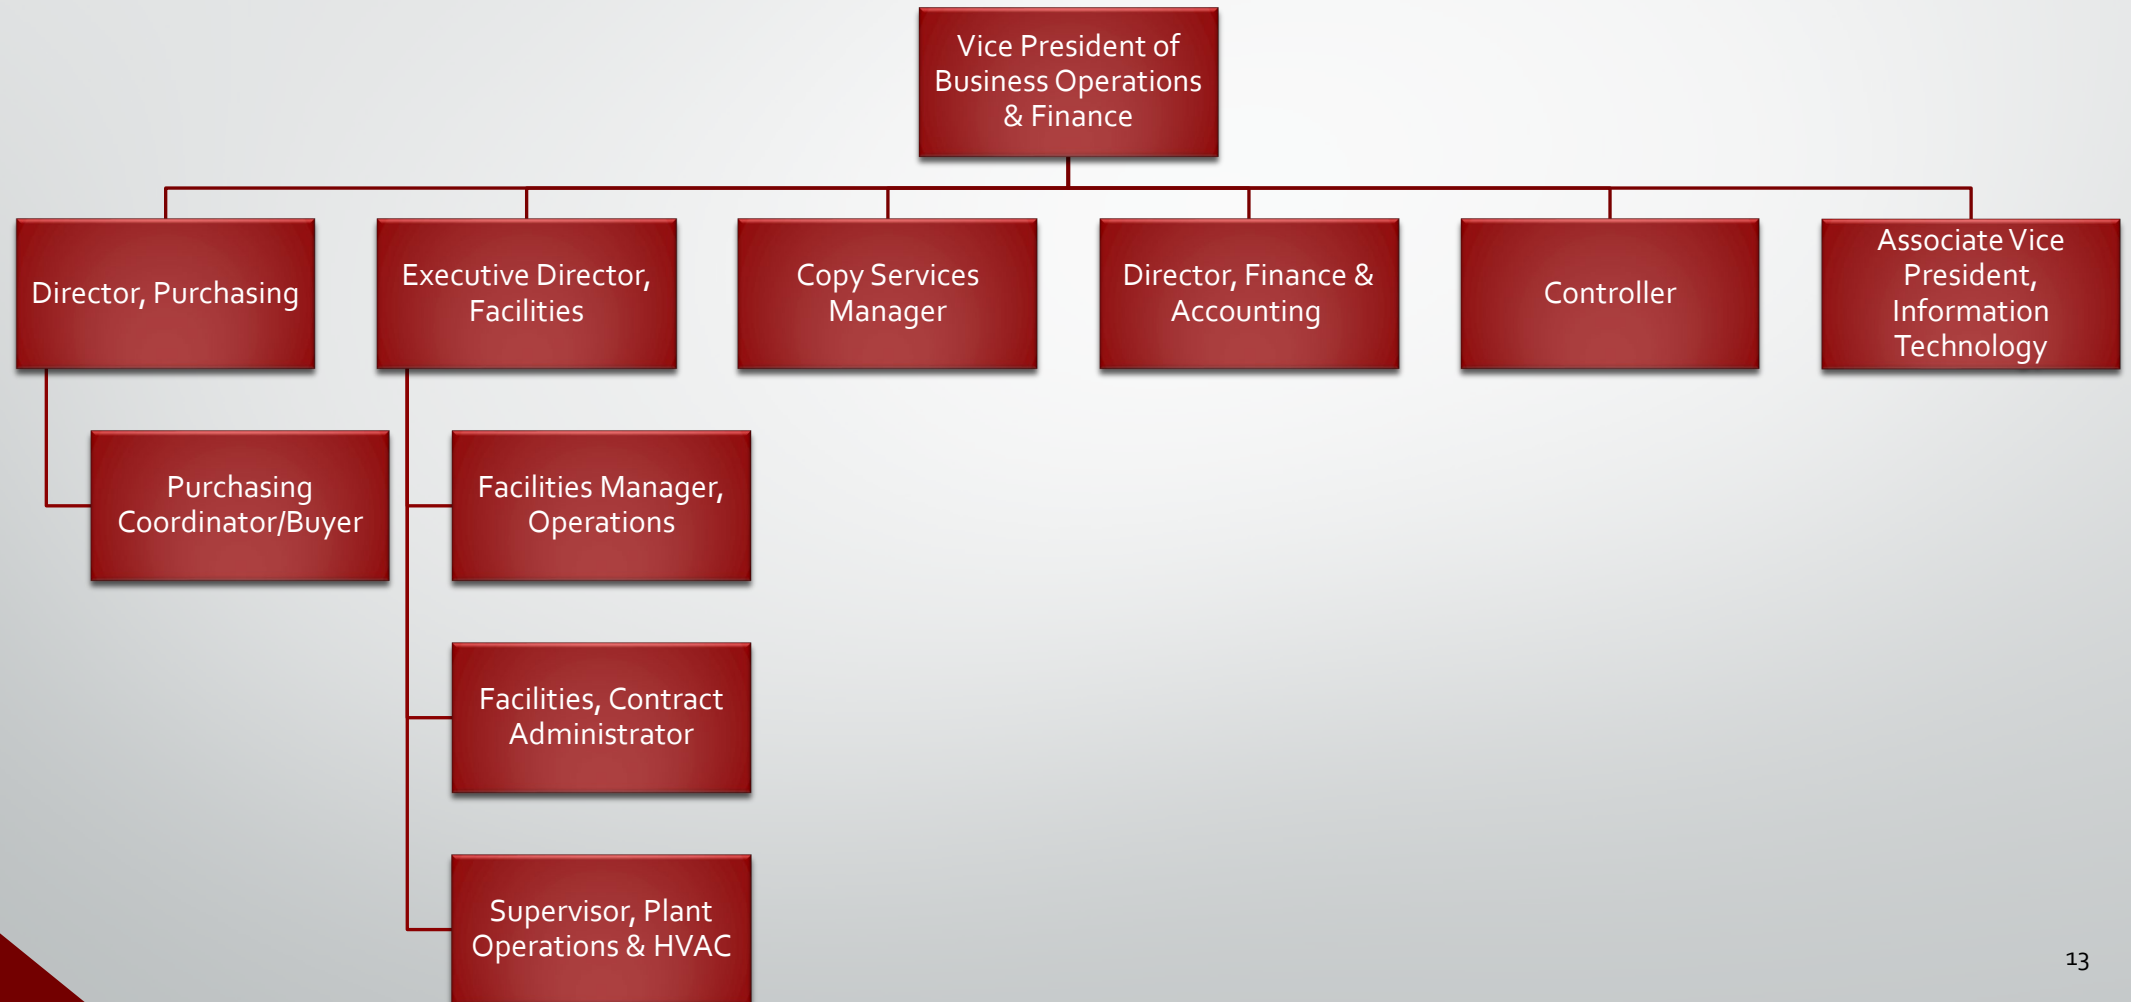 Vice President of
Business Operations
& Finance
Director, Purchasing
Executive Director,
Facilities
Copy Services
Manager
Director, Finance &
Accounting
Controller
Associate Vice
President,
Information
Technology
Purchasing
Coordinator/Buyer
Facilities Manager,
Operations
Facilities, Contract
Administrator
Supervisor, Plant
Operations & HVAC
13